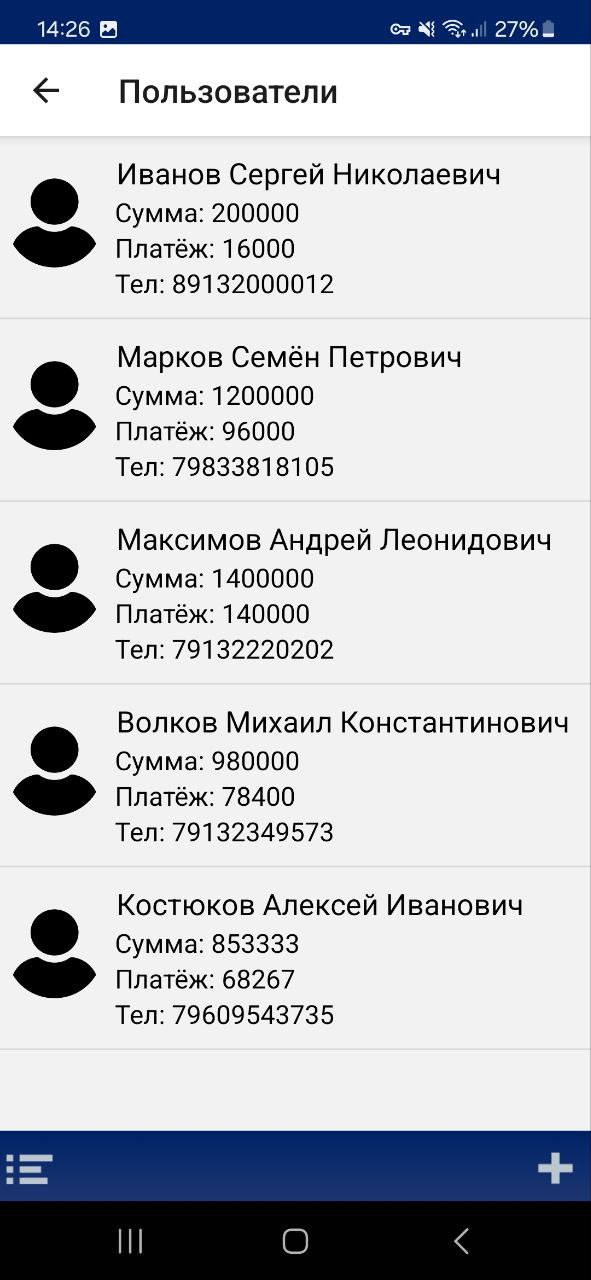 14:26 27%
Пользователи
Иванов Сергей Николаевич
Сумма: 200000
Платёж: 16000
Тел: 89132000012
Марков Семён Петрович
Сумма: 1200000
Платёж: 96000
Тел: 79833818105
Максимов Андрей Леонидович
Сумма: 1400000
Платёж: 140000
Тел: 79132220202
Волков Михаил Константинович
Сумма: 980000
Платёж: 78400
Тел: 79132349573
Костюков Алексей Иванович
Сумма: 853333
Платёж: 68267
Тел: 79609543735